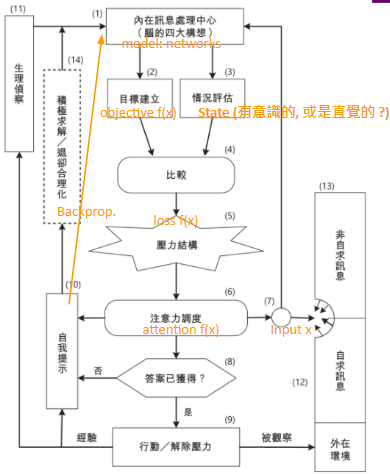 (11)
(1)
內在訊息處理中心
(腦的四大構想)
model: networks
生理偵察
(14)
積極求解／退卻合理化
(2)
目標建立
objective f(x)
(3)
情況評估
State (有意識的, 或是直覺的 ?)
(4)
比較
Backprop.
loss f(x)
(5)
壓力結構
(13)
非自求訊息
(10)
自我提示
(6)
注意力調度
attention f(x)
(7)
Input x
(8)
答案已獲得？
否
是
(12)
自求訊息
(9)
行動／解除壓力
經驗
被觀察
外在
環境